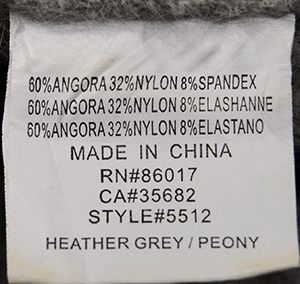 60%ANGORA 32%NYLON 8%SPANDEX
60%ANGORA 32%NYLON 8%ELASHANNE
60%ANGORA 32%NYLON 8%ELASTANO
MADE IN CHINA
RN#86017
CA#35682
STYLE#5512
HEATHER GREY / PEONY